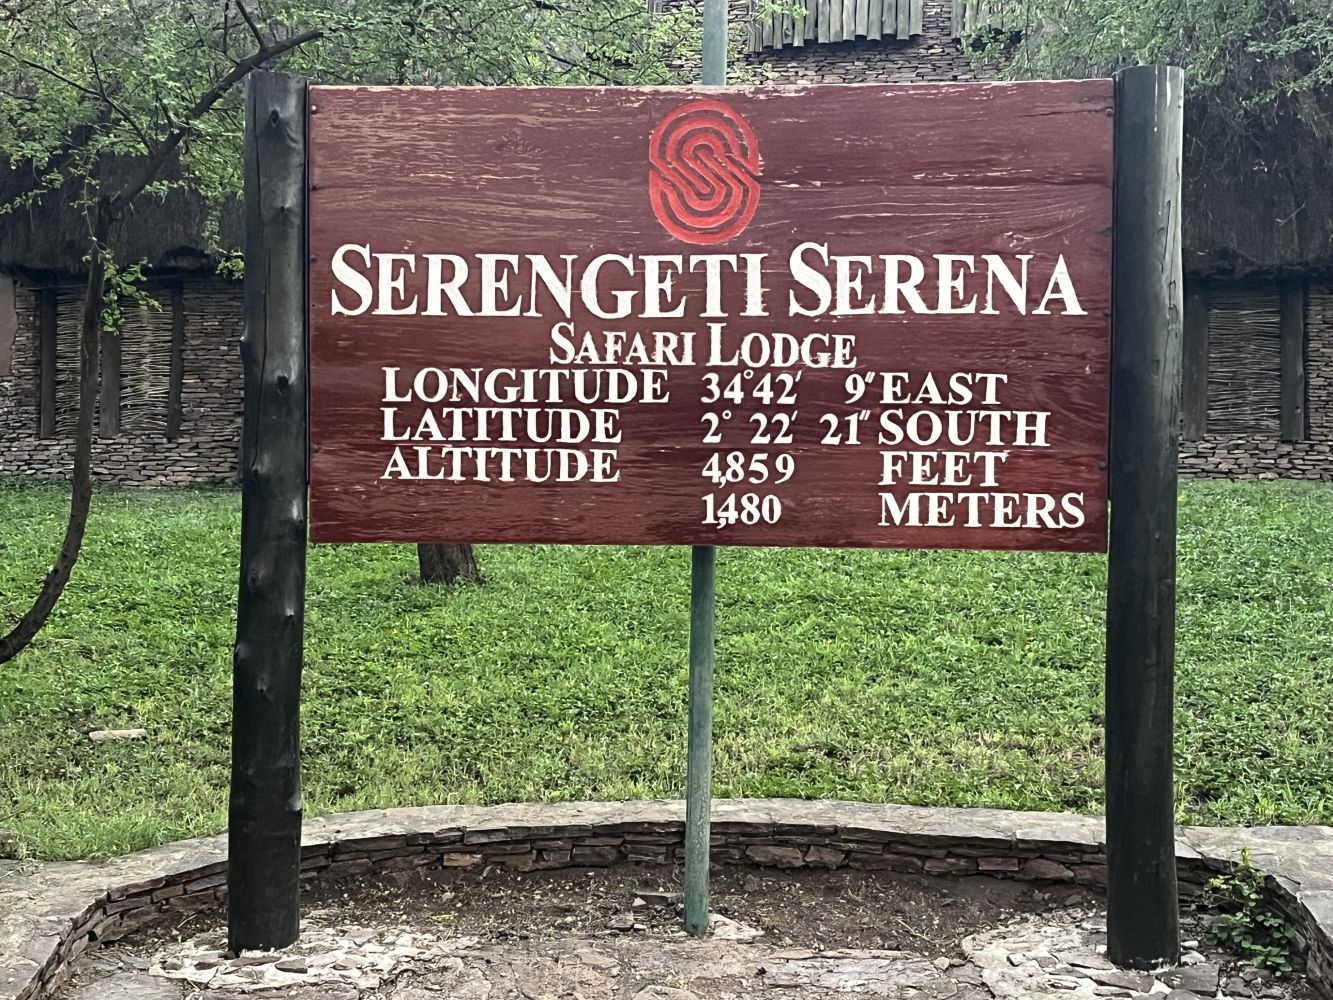 SERENGETI SERENA
SAFARI LODGE
LONGITUDE 34°42' 9" EAST
LATITUDE 2° 22' 21" SOUTH
ALTITUDE 4,859 FEET
1,480 METERS